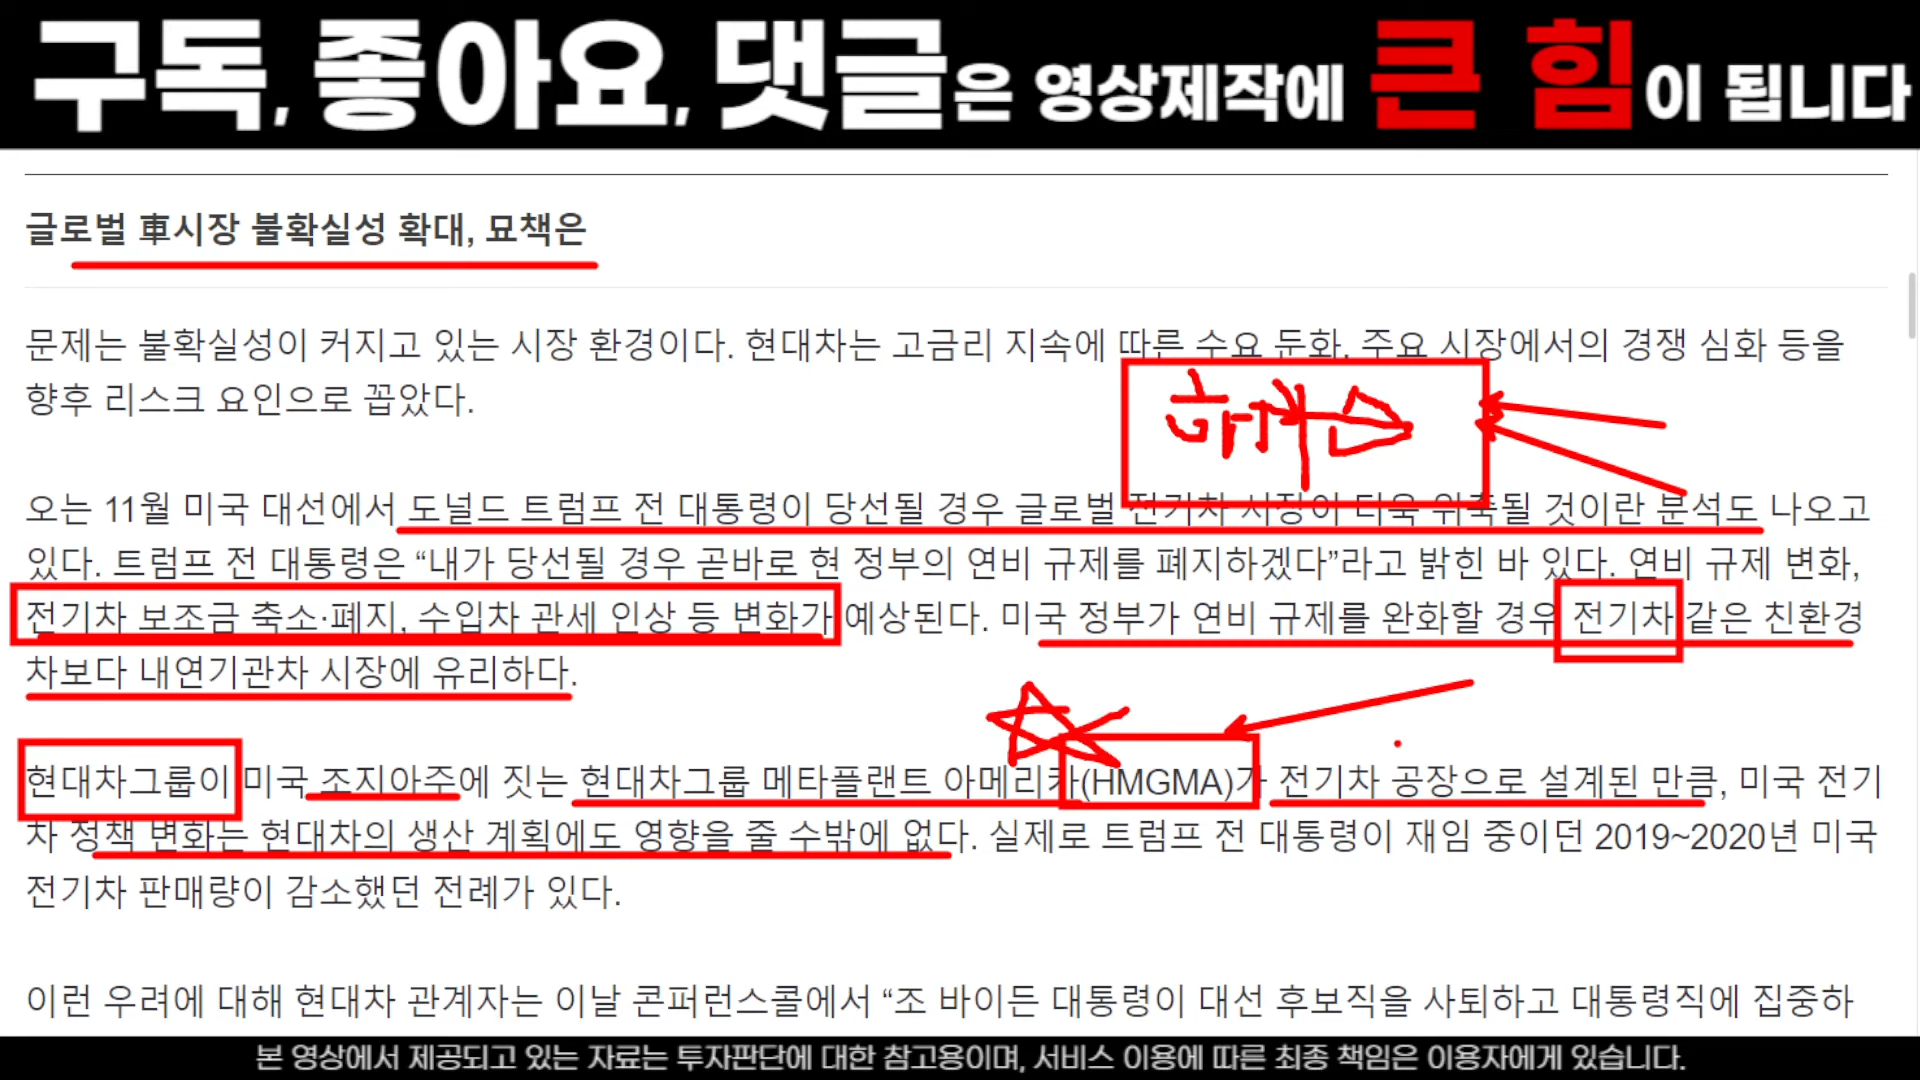 구독, 좋아요, 댓글은 영상제작에 큰 힘이 됩니다
글로벌 車시장 불확실성 확대, 묘책은
문제는 불확실성이 커지고 있는 시장 환경이다. 현대차는 고금리 지속에 따른 수요 둔화, 주요 시장에서의 경쟁 심화 등을
향후 리스크 요인으로 꼽았다.
오는 11월 미국 대선에서 도널드 트럼프 전 대통령이 당선될 경우 글로벌 전기차 시장이 더욱 위축될 것이란 분석도 나오고
있다. 트럼프 전 대통령은 “내가 당선될 경우 곧바로 현 정부의 연비 규제를 폐지하겠다”라고 밝힌 바 있다. 연비 규제 변화,
전기차 보조금 축소·폐지, 수입차 관세 인상 등 변화가 예상된다. 미국 정부가 연비 규제를 완화할 경우 전기차 같은 친환경
차보다 내연기관차 시장에 유리하다.
현대차그룹이 미국 조지아주에 짓는 현대차그룹 메타플랜트 아메리카(HMGMA)가 전기차 공장으로 설계된 만큼, 미국 전기
차 정책 변화는 현대차의 생산 계획에도 영향을 줄 수밖에 없다. 실제로 트럼프 전 대통령이 재임 중이던 2019~2020년 미국
전기차 판매량이 감소했던 전례가 있다.
이런 우려에 대해 현대차 관계자는 이날 콘퍼런스콜에서 “조 바이든 대통령이 대선 후보직을 사퇴하고 대통령직에 집중하
본 영상에서 제공되고 있는 자료는 투자판단에 대한 참고용이며, 서비스 이용에 따른 최종 책임은 이용자에게 있습니다.